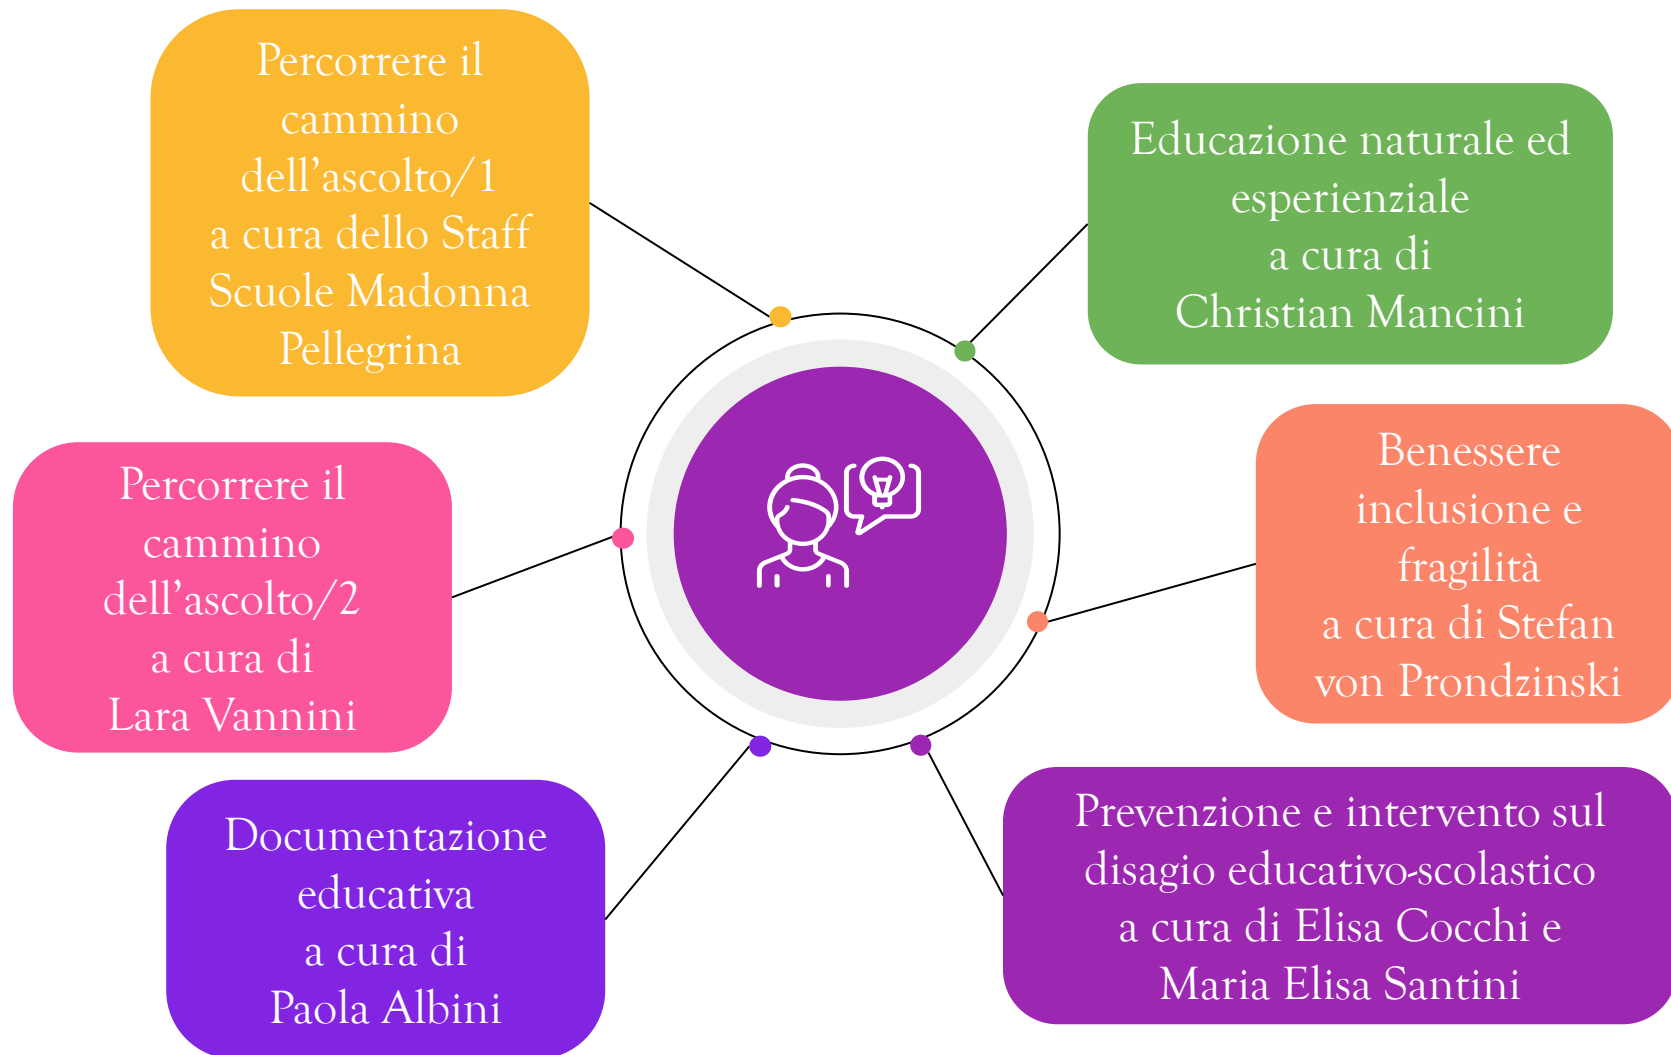 Percorrere il
cammino
dell’ascolto/1
a cura dello Staff
Scuole Madonna
Pellegrina
Educazione naturale ed
esperienziale
a cura di
Christian Mancini
Percorrere il
cammino
dell’ascolto/2
a cura di
Lara Vannini
Benessere
inclusione e
fragilità
a cura di Stefan
von Prondzinski
Documentazione
educativa
a cura di
Paola Albini
Prevenzione e intervento sul
disagio educativo-scolastico
a cura di Elisa Cocchi e
Maria Elisa Santini